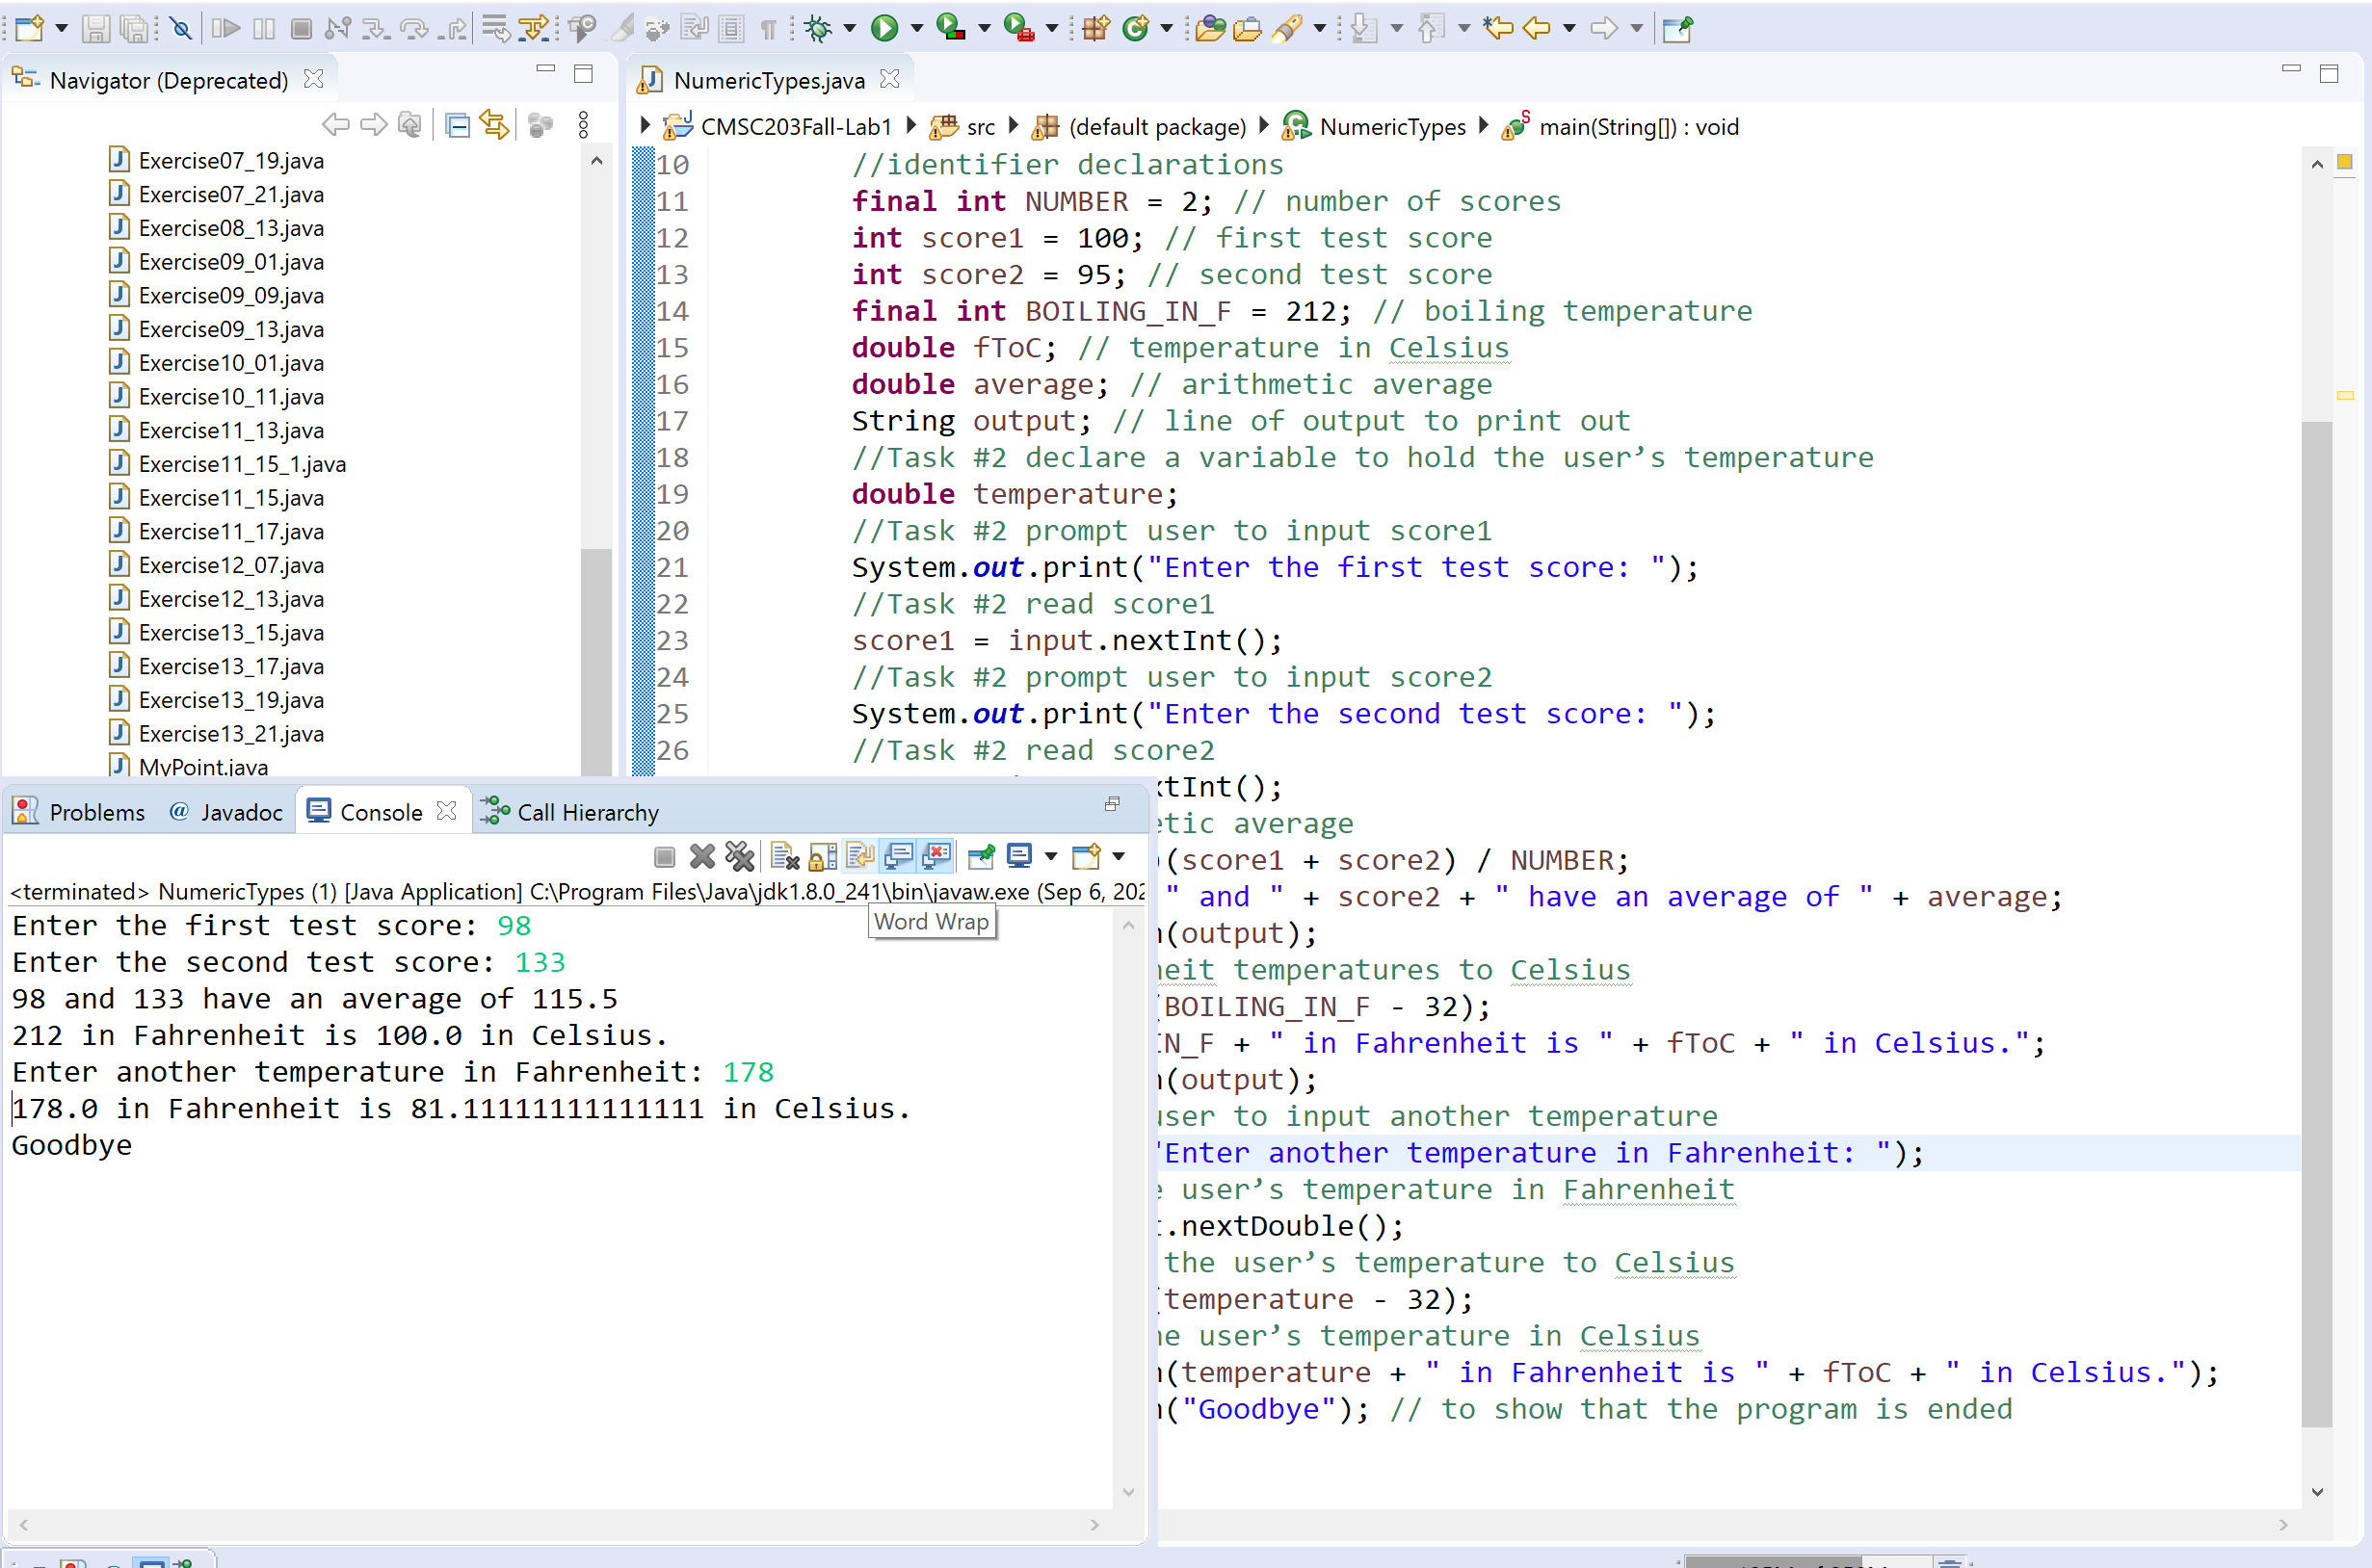 Navigator (Deprecated)
Exercise07_19.java
Exercise07_21.java
Exercise08_13.java
Exercise09_01.java
Exercise09_09.java
Exercise09_13.java
Exercise10_01.java
Exercise10_11.java
Exercise11_13.java
Exercise11_15_1.java
Exercise11_15.java
Exercise11_17.java
Exercise12_07.java
Exercise12_13.java
Exercise13_15.java
Exercise13_17.java
Exercise13_19.java
Exercise13_21.java
MyPoint.java
NumericTypes.java
CMSC203Fall-Lab1 src (default package) NumericTypes main(String[]) : void
10 //identifier declarations
11 final int NUMBER = 2; // number of scores
12 int score1 = 100; // first test score
13 int score2 = 95; // second test score
14 final int BOILING_IN_F = 212; // boiling temperature
15 double fToC; // temperature in Celsius
16 double average; // arithmetic average
17 String output; // line of output to print out
18 //Task #2 declare a variable to hold the user’s temperature
19 double temperature;
20 //Task #2 prompt user to input score1
21 System.out.print("Enter the first test score: ");
22 //Task #2 read score1
23 score1 = input.nextInt();
24 //Task #2 prompt user to input score2
25 System.out.print("Enter the second test score: ");
26 //Task #2 read score2
tInt();
tic average
(score1 + score2) / NUMBER;
" and " + score2 + " have an average of " + average;
(output);
heit temperatures to Celsius
(BOILING_IN_F - 32);
IN_F + " in Fahrenheit is " + fToC + " in Celsius.";
(output);
user to input another temperature
"Enter another temperature in Fahrenheit: ");
user’s temperature in Fahrenheit
.nextDouble();
the user’s temperature to Celsius
(temperature - 32);
he user’s temperature in Celsius
(temperature + " in Fahrenheit is " + fToC + " in Celsius.");
("Goodbye"); // to show that the program is ended
Problems @ Javadoc Console Call Hierarchy
<terminated> NumericTypes (1) [Java Application] C:\Program Files\Java\jdk1.8.0_241\bin\javaw.exe (Sep 6, 202
Word Wrap
Enter the first test score: 98
Enter the second test score: 133
98 and 133 have an average of 115.5
212 in Fahrenheit is 100.0 in Celsius.
Enter another temperature in Fahrenheit: 178
178.0 in Fahrenheit is 81.11111111111111 in Celsius.
Goodbye